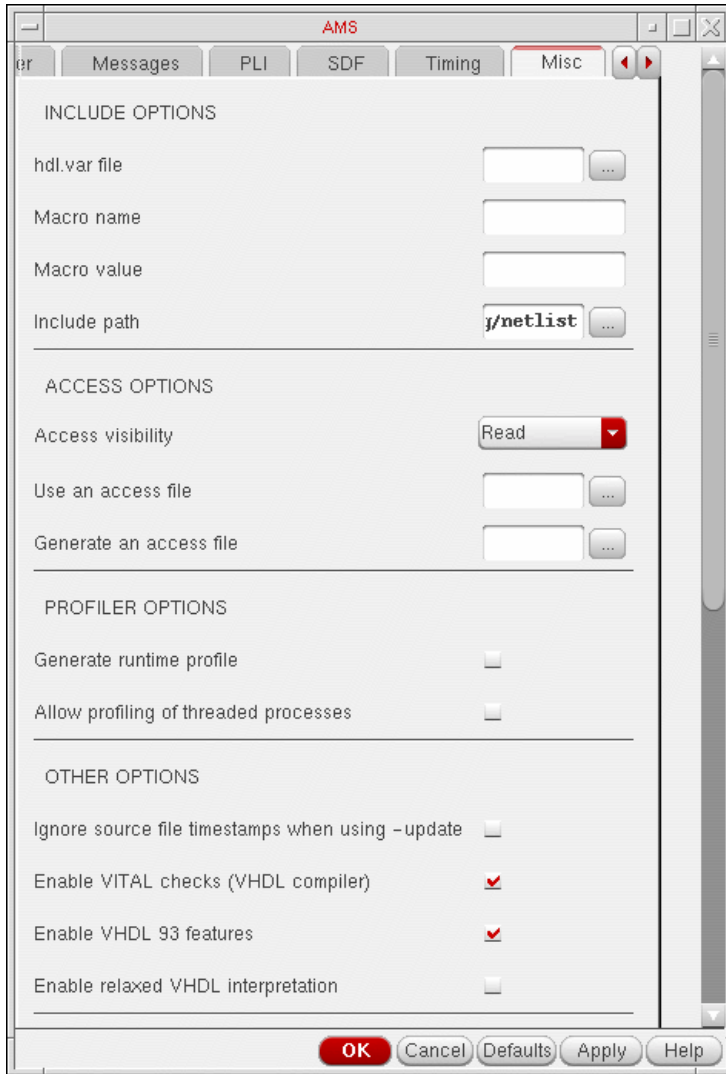 AMS
er Messages PLI SDF Timing Misc
INCLUDE OPTIONS
hdl.var file ...
Macro name
Macro value
Include path /netlist ...
ACCESS OPTIONS
Access visibility Read
Use an access file ...
Generate an access file ...
PROFILER OPTIONS
Generate runtime profile
Allow profiling of threaded processes
OTHER OPTIONS
Ignore source file timestamps when using -update
Enable VITAL checks (VHDL compiler)
Enable VHDL 93 features
Enable relaxed VHDL interpretation
OK Cancel Defaults Apply Help